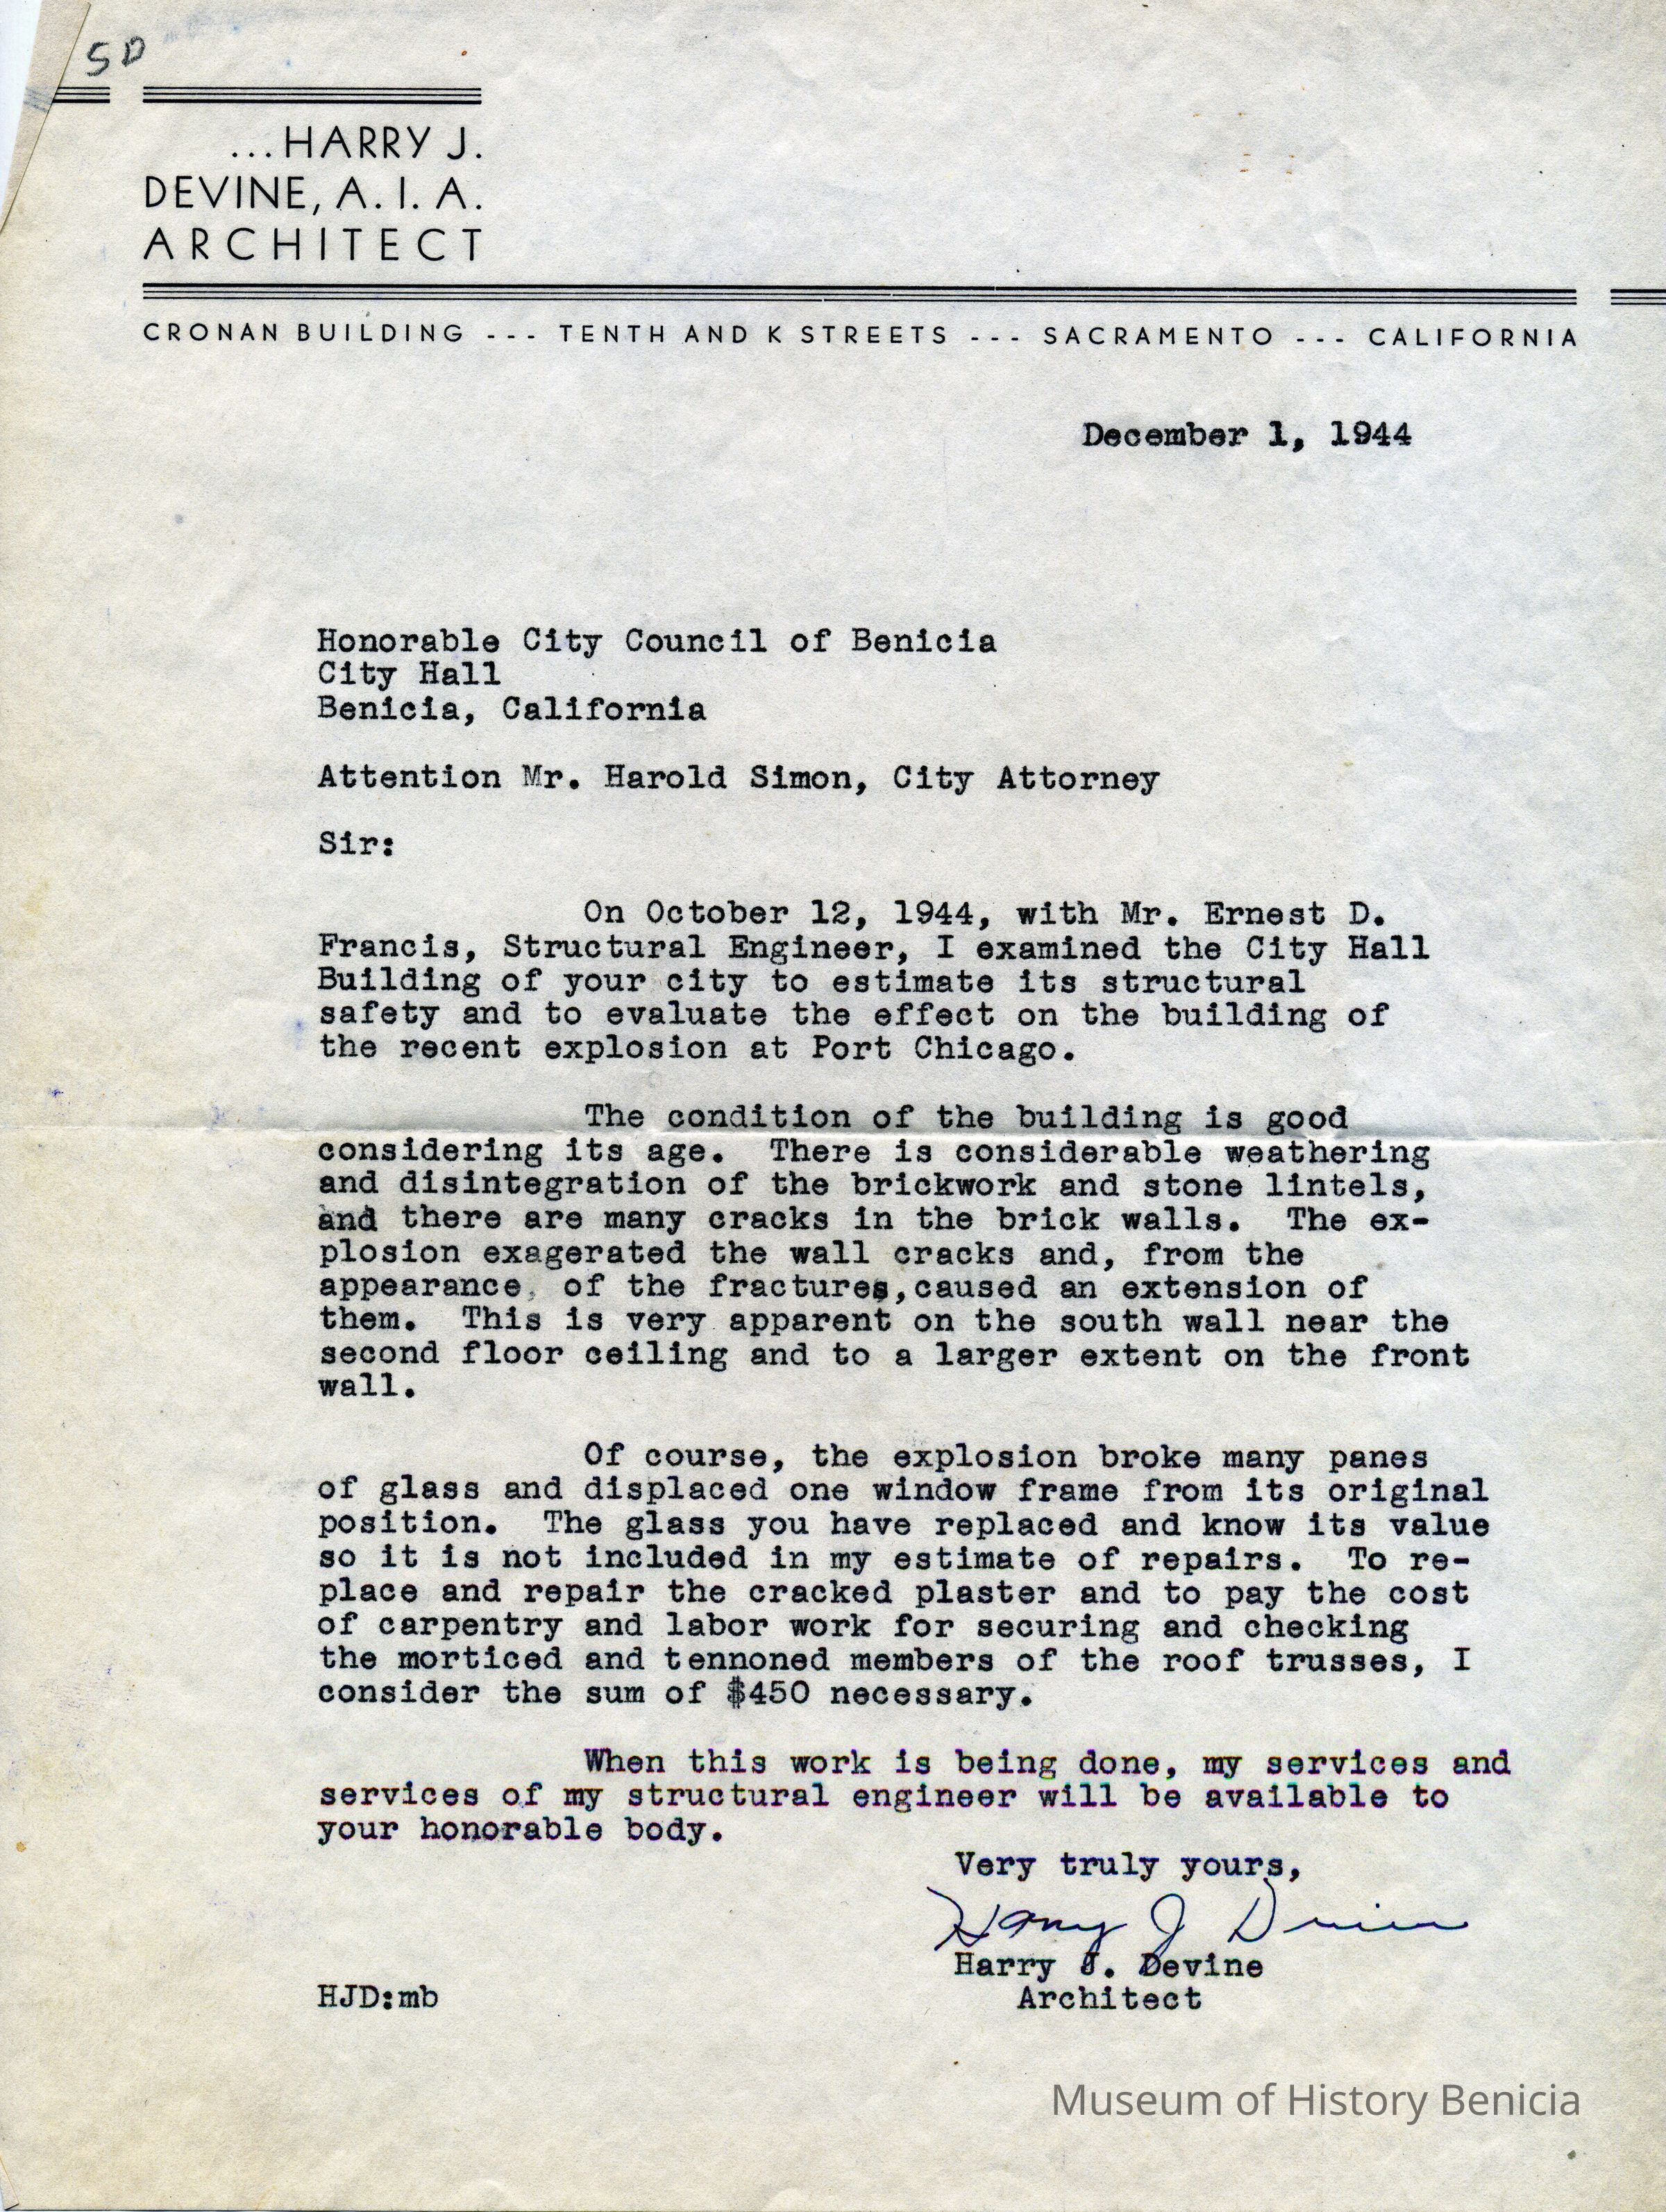 SD
...HARRY J.
DEVINE, A. I. A.
ARCHITECT
CRONAN BUILDING --- TENTH AND K STREETS --- SACRAMENTO --- CALIFORNIA
December 1, 1944
Honorable City Council of Benicia
City Hall
Benicia, California
Attention Mr. Harold Simon, City Attorney
Sir:
On October 12, 1944, with Mr. Ernest D.
Francis, Structural Engineer, I examined the City Hall
Building of your city to estimate its structural
safety and to evaluate the effect on the building of
the recent explosion at Port Chicago.
The condition of the building is good
considering its age.  There is considerable weathering
and disintegration of the brickwork and stone lintels,
and there are many cracks in the brick walls.  The ex-
plosion exagerated the wall cracks and, from the
appearance, of the fractures,caused an extension of
them.  This is very apparent on the south wall near the
second floor ceiling and to a larger extent on the front
wall.
Of course, the explosion broke many panes
of glass and displaced one window frame from its original
position.  The glass you have replaced and know its value
so it is not included in my estimate of repairs.  To re-
place and repair the cracked plaster and to pay the cost
of carpentry and labor work for securing and checking
the morticed and tennoned members of the roof trusses, I
consider the sum of $450 necessary.
When this work is being done, my services and
services of my structural engineer will be available to
your honorable body.
Very truly yours,
Harry J Devine
Harry J. Devine
Architect
HJD:mb
Museum of History Benicia